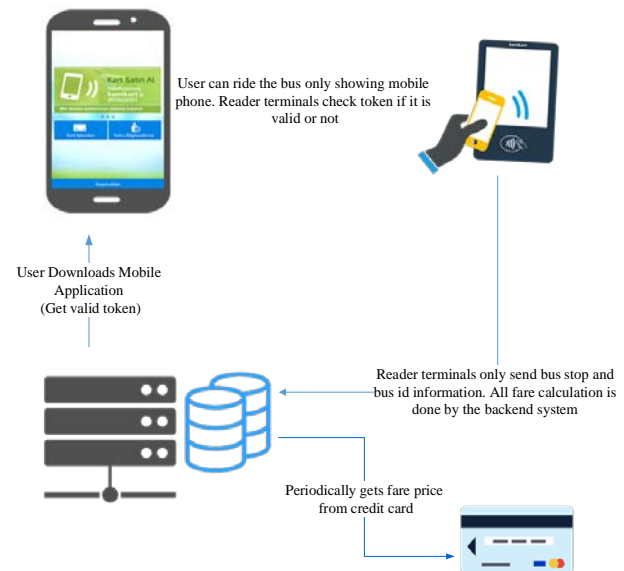 Kart Satın Al
User can ride the bus only showing mobile
phone. Reader terminals check token if it is
valid or not
kentkart
User Downloads Mobile
Application
(Get valid token)
Reader terminals only send bus stop and
bus id information. All fare calculation is
done by the backend system
Periodically gets fare price
from credit card